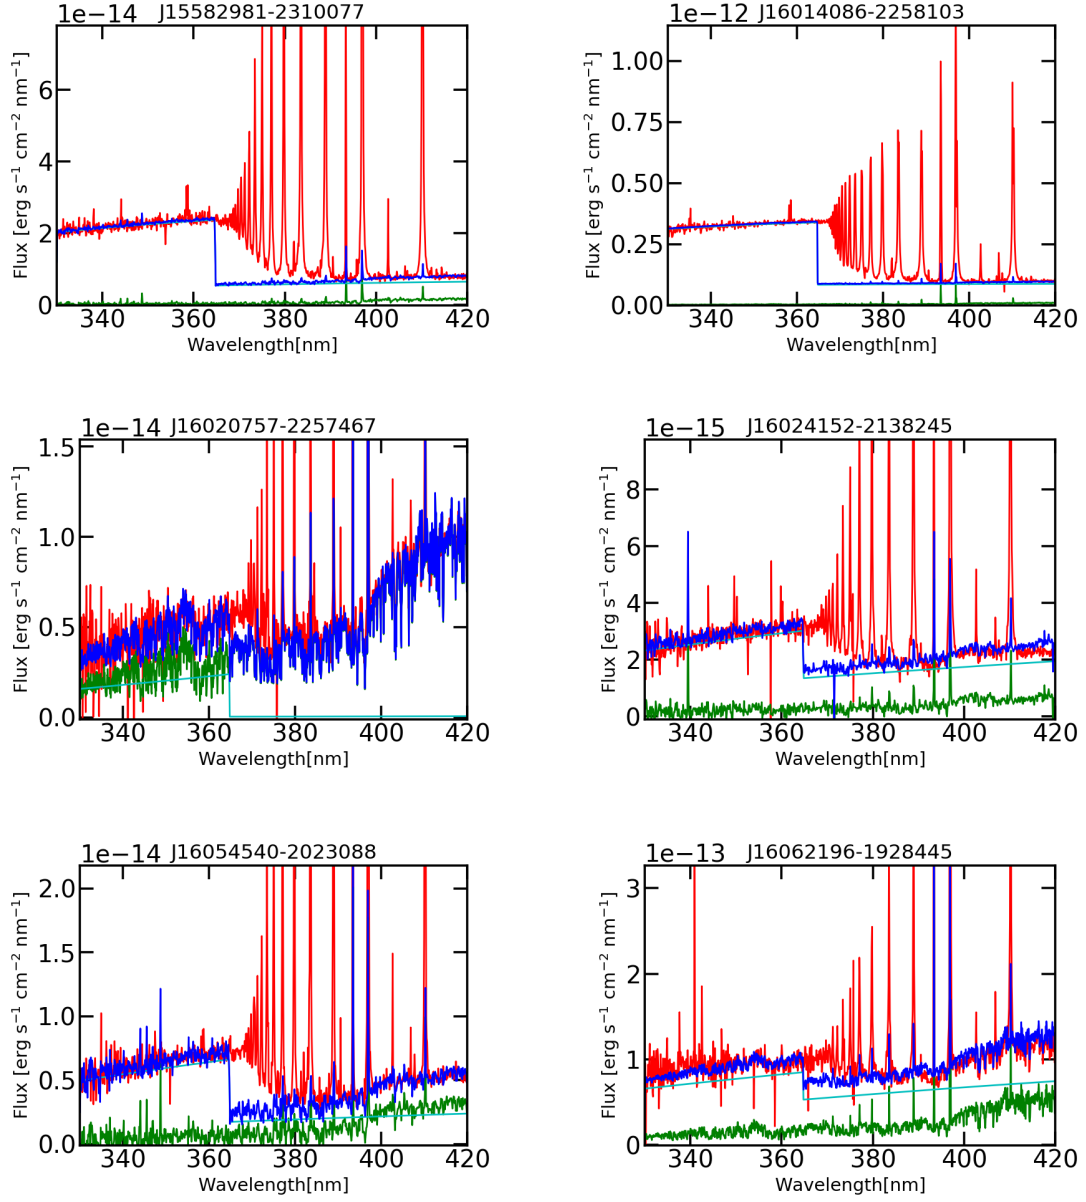 1e−14 J15582981-2310077
Flux [erg s−1 cm−2 nm−1]
6
4
2
0
340 360 380 400 420
Wavelength[nm]
1e−12 J16014086-2258103
Flux [erg s−1 cm−2 nm−1]
1.00
0.75
0.50
0.25
0.00
340 360 380 400 420
Wavelength[nm]
1e−14 J16020757-2257467
Flux [erg s−1 cm−2 nm−1]
1.5
1.0
0.5
0.0
340 360 380 400 420
Wavelength[nm]
1e−15 J16024152-2138245
Flux [erg s−1 cm−2 nm−1]
8
6
4
2
0
340 360 380 400 420
Wavelength[nm]
1e−14 J16054540-2023088
Flux [erg s−1 cm−2 nm−1]
2.0
1.5
1.0
0.5
0.0
340 360 380 400 420
Wavelength[nm]
1e−13 J16062196-1928445
Flux [erg s−1 cm−2 nm−1]
3
2
1
0
340 360 380 400 420
Wavelength[nm]